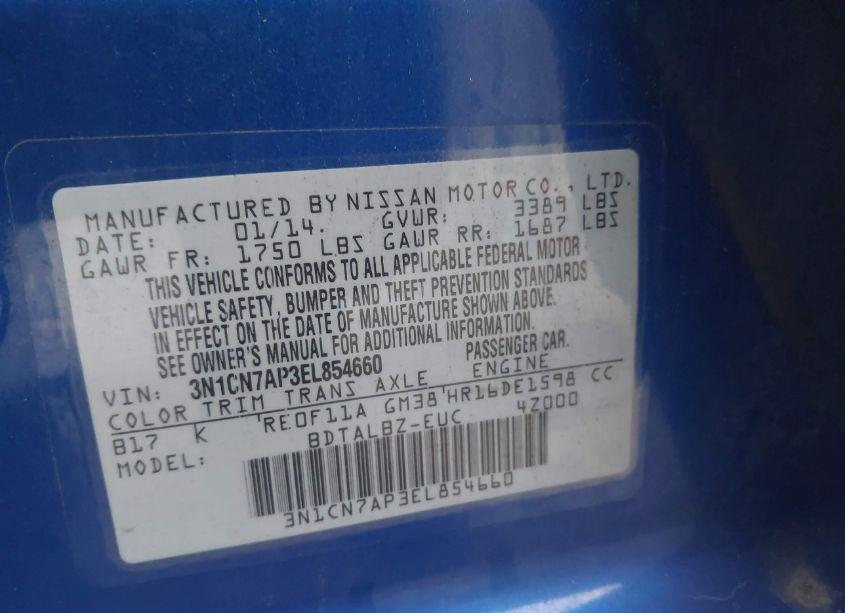 MANUFACTURED BY NISSAN MOTOR CO., LTD.
DATE: 01/14. GVWR: 3389 LBS
GAWR FR: 1750 LBS GAWR RR: 1687 LBS
THIS VEHICLE CONFORMS TO ALL APPLICABLE FEDERAL MOTOR
VEHICLE SAFETY, BUMPER AND THEFT PREVENTION STANDARDS
IN EFFECT ON THE DATE OF MANUFACTURE SHOWN ABOVE.
SEE OWNER'S MANUAL FOR ADDITIONAL INFORMATION.
VIN: 3N1CN7AP3EL854660 PASSENGER CAR.
COLOR TRIM TRANS AXLE ENGINE
B17 K RE0F11A GM38 HR16DE1598 CC
MODEL: BDTALBZ-EUC 4Z000
3N1CN7AP3EL854660